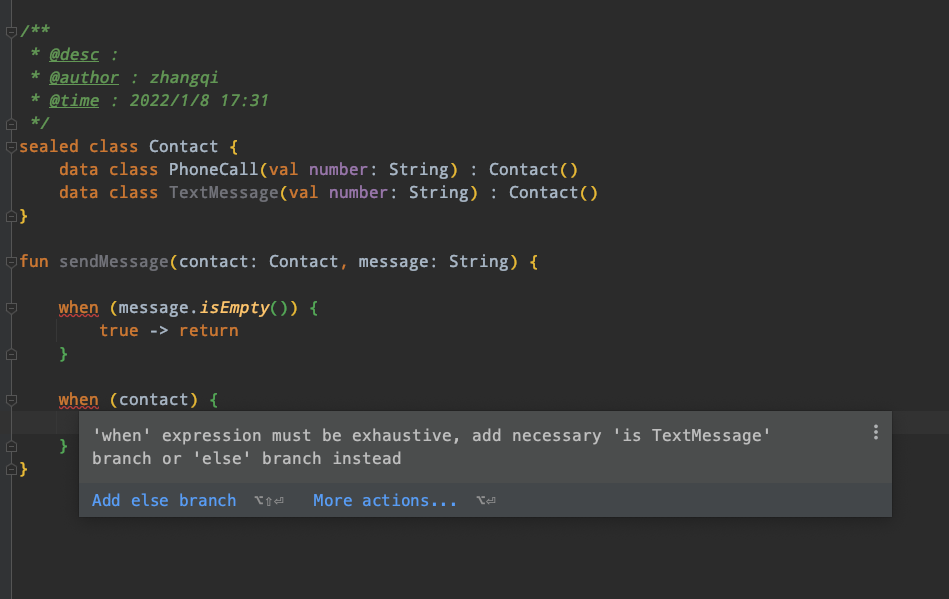 /**
 * @desc :
 * @author : zhangqi
 * @time : 2022/1/8 17:31
 */
sealed class Contact {
    data class PhoneCall(val number: String) : Contact()
    data class TextMessage(val number: String) : Contact()
}
fun sendMessage(contact: Contact, message: String) {
    when (message.isEmpty()) {
        true -> return
    }
    when (contact) {
'when' expression must be exhaustive, add necessary 'is TextMessage'
branch or 'else' branch instead
    }
}
Add else branch ⌥⇧⏎ More actions... ⌥⏎